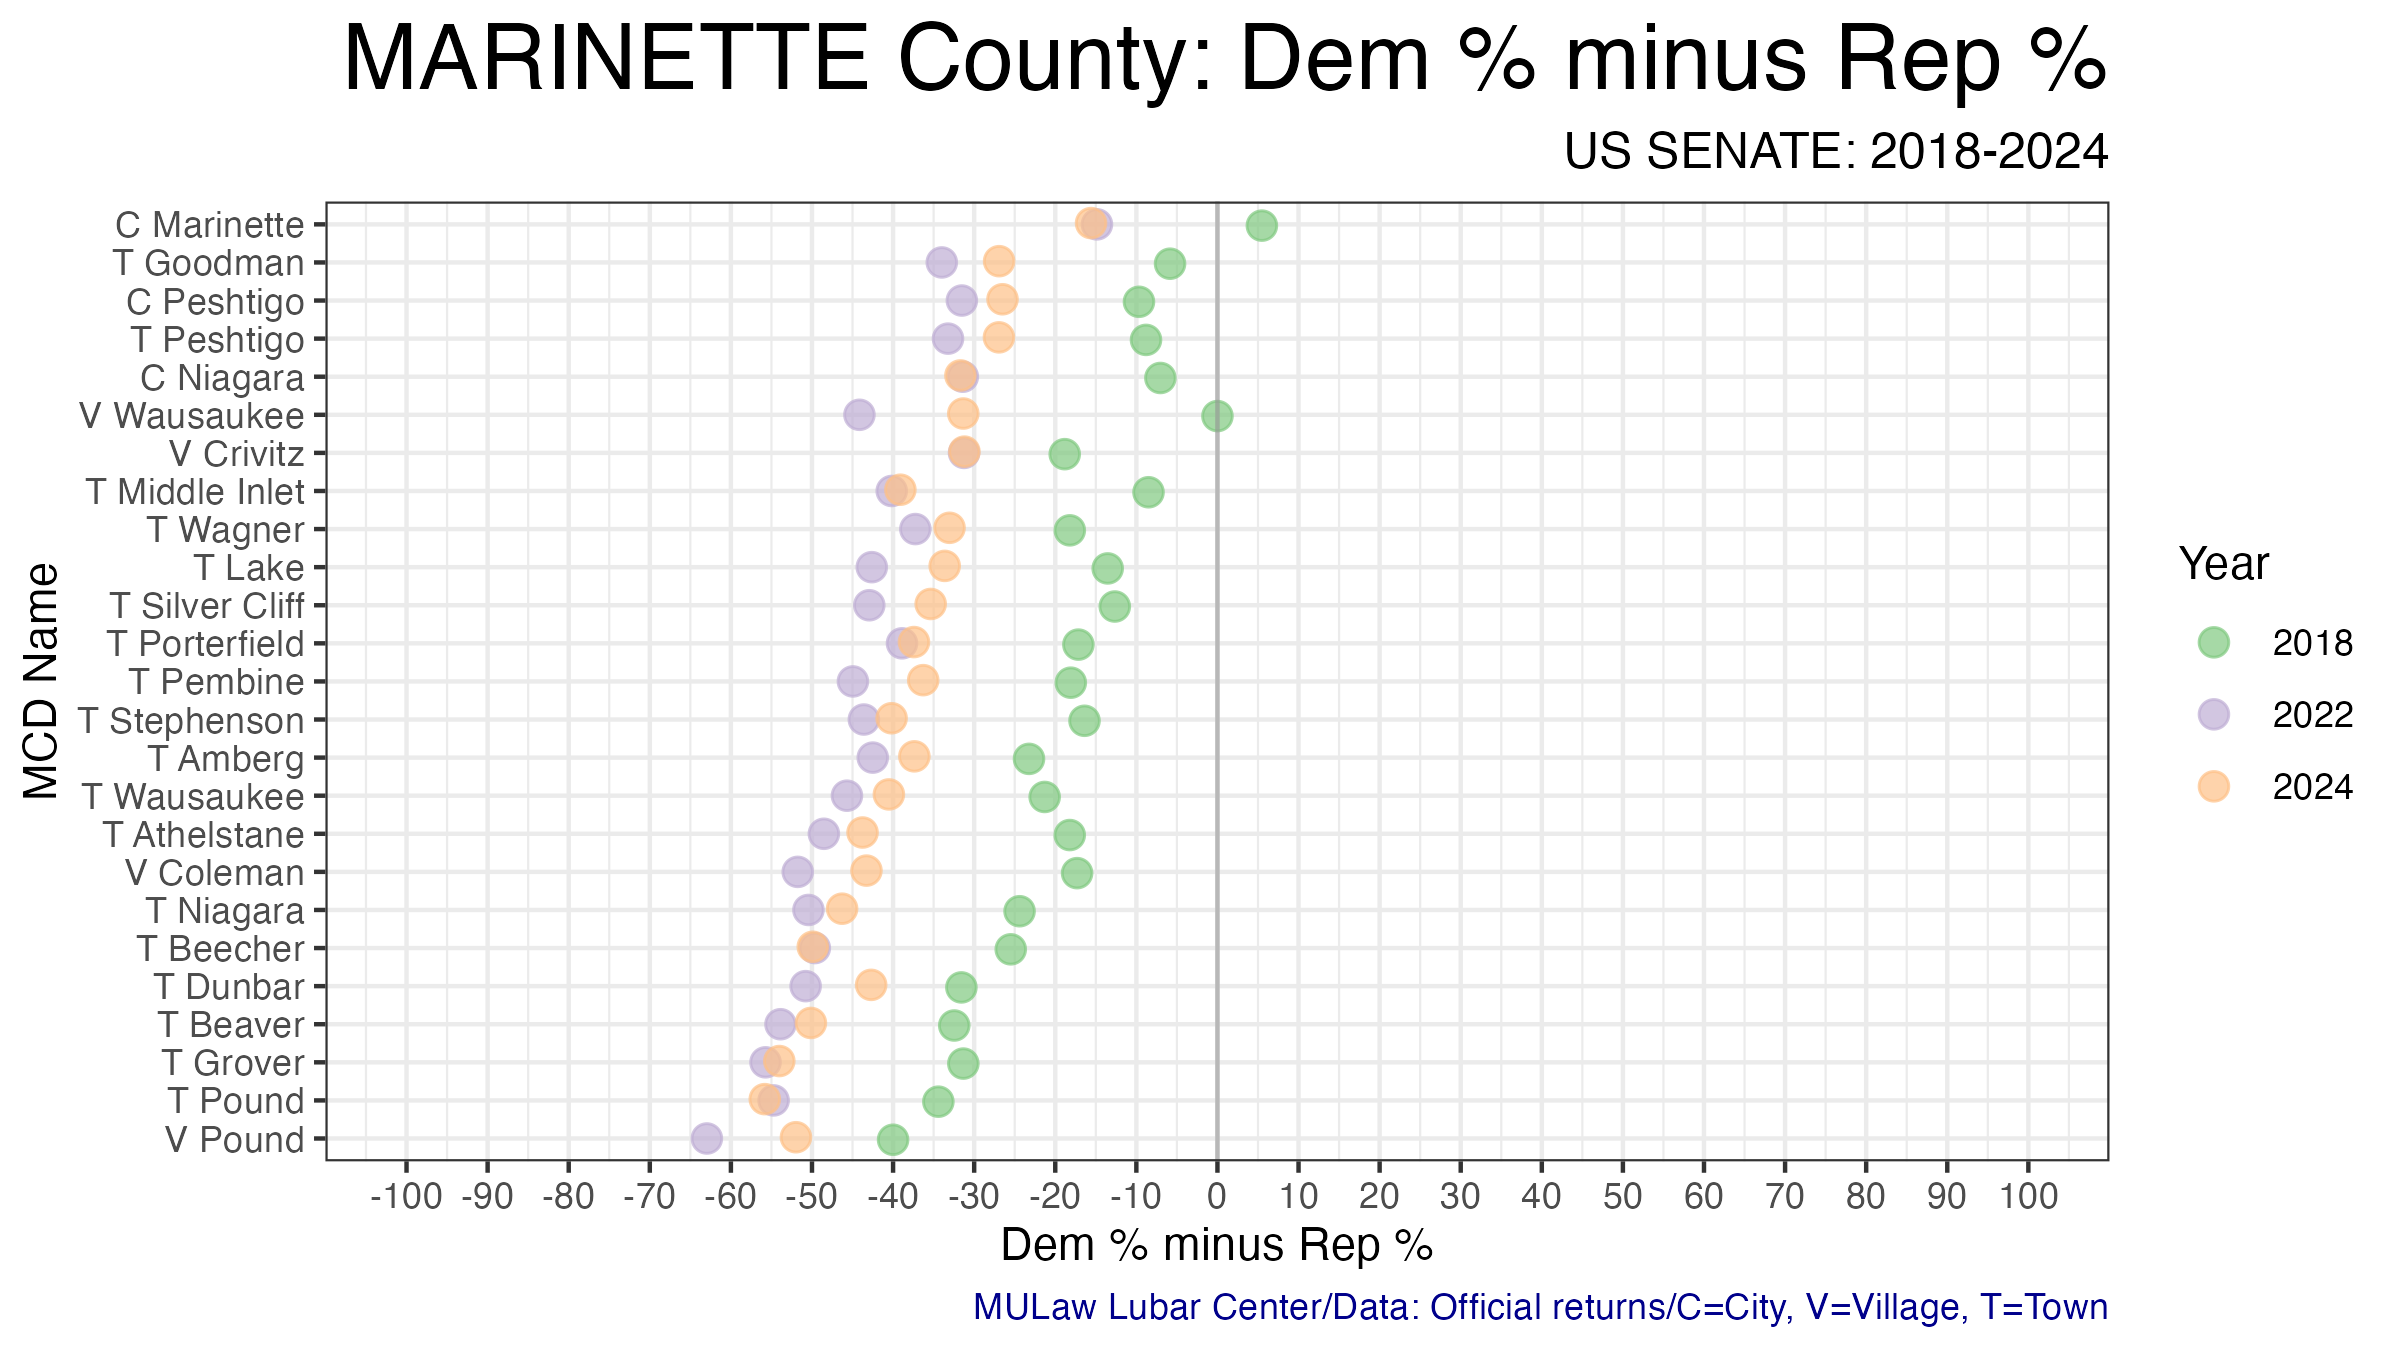 MARINETTE County: Dem % minus Rep %
US SENATE: 2018-2024
MCD Name
C Marinette
T Goodman
C Peshtigo
T Peshtigo
C Niagara
V Wausaukee
V Crivitz
T Middle Inlet
T Wagner
T Lake
T Silver Cliff
T Porterfield
T Pembine
T Stephenson
T Amberg
T Wausaukee
T Athelstane
V Coleman
T Niagara
T Beecher
T Dunbar
T Beaver
T Grover
T Pound
V Pound
-100 -90 -80 -70 -60 -50 -40 -30 -20 -10 0 10 20 30 40 50 60 70 80 90 100
Dem % minus Rep %
Year
2018
2022
2024
MULaw Lubar Center/Data: Official returns/C=City, V=Village, T=Town